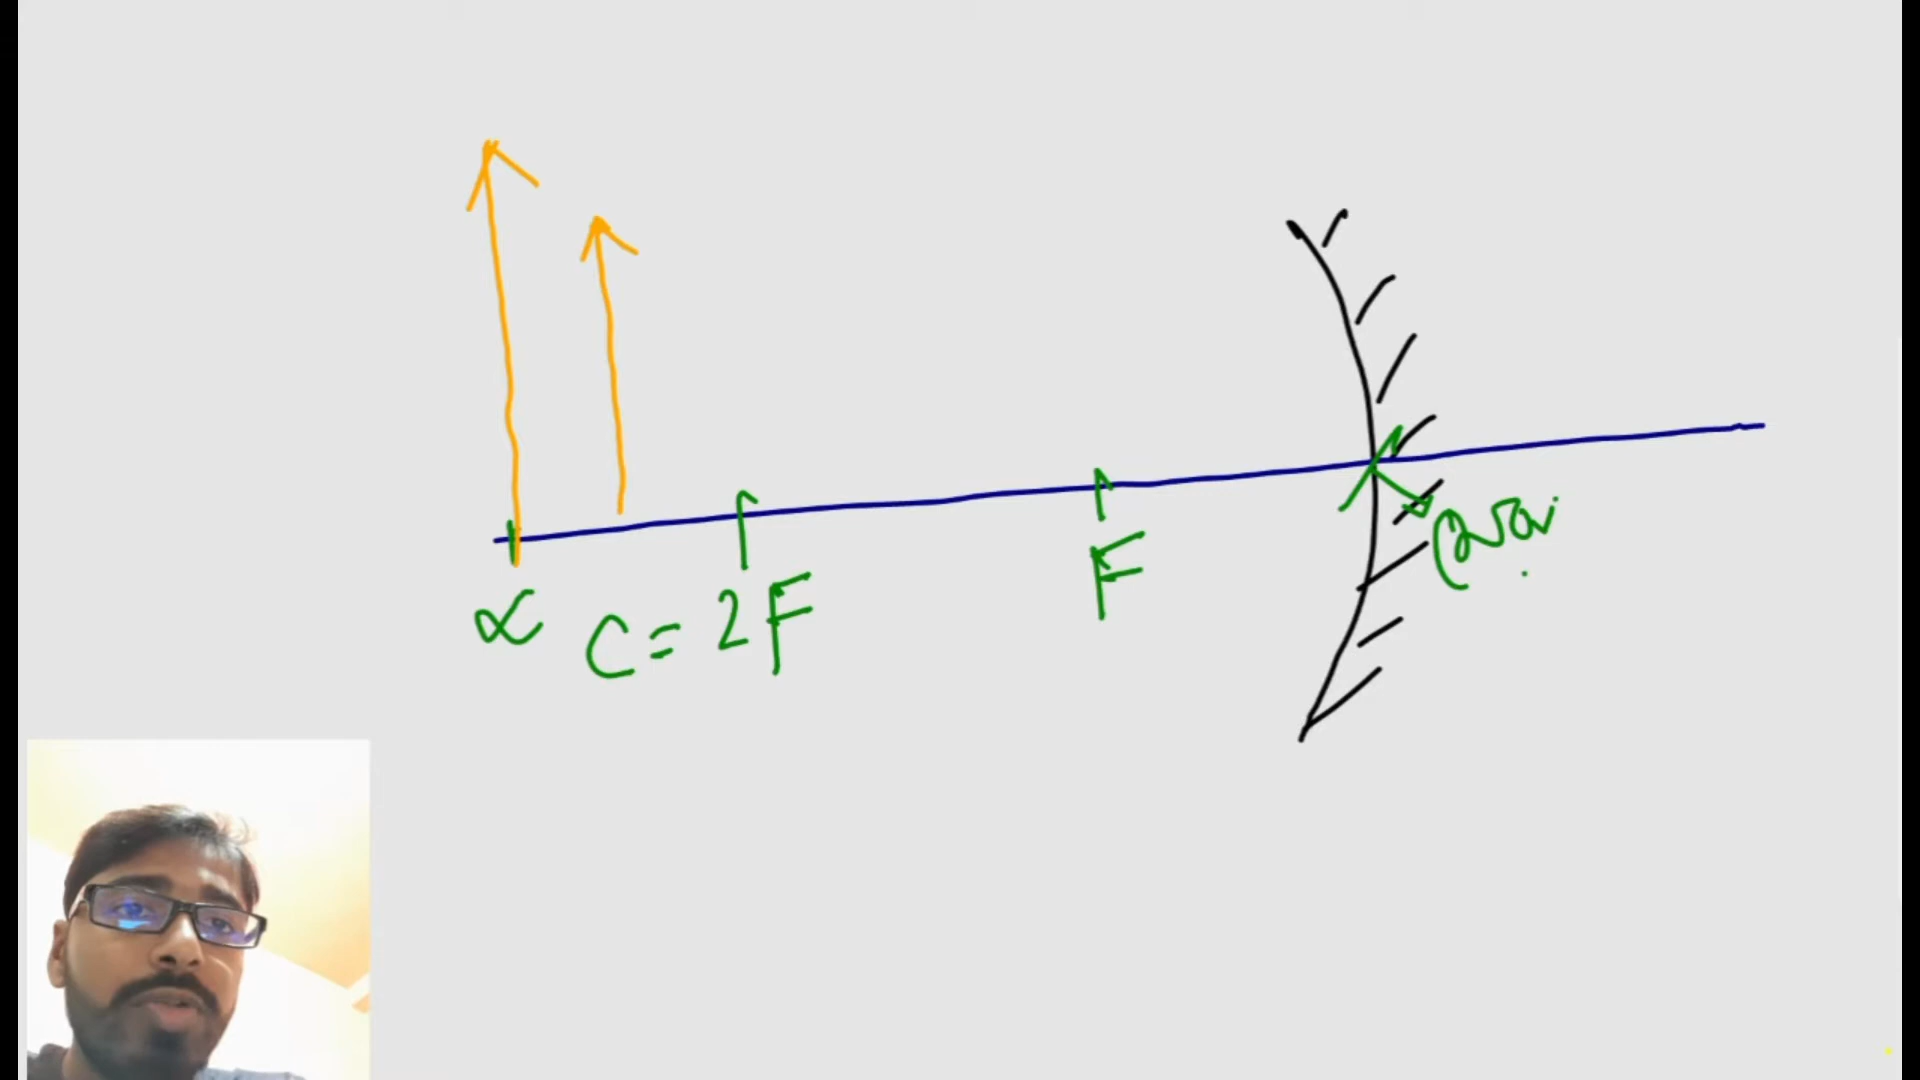 ∝ C = 2F F